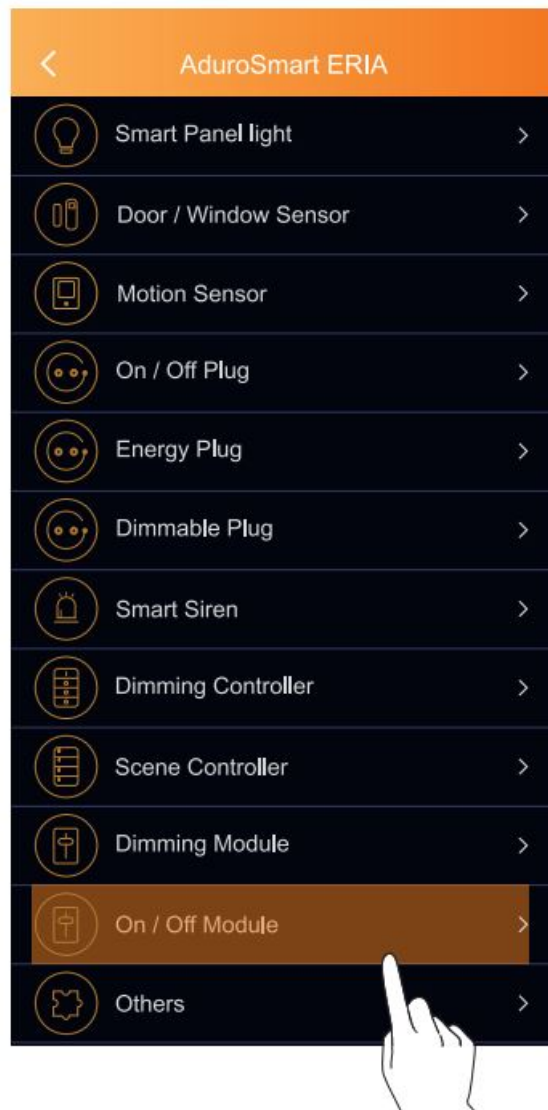 AduroSmart ERIA
Smart Panel light
Door / Window Sensor
Motion Sensor
On / Off Plug
Energy Plug
Dimmable Plug
Smart Siren
Dimming Controller
Scene Controller
Dimming Module
On / Off Module
Others